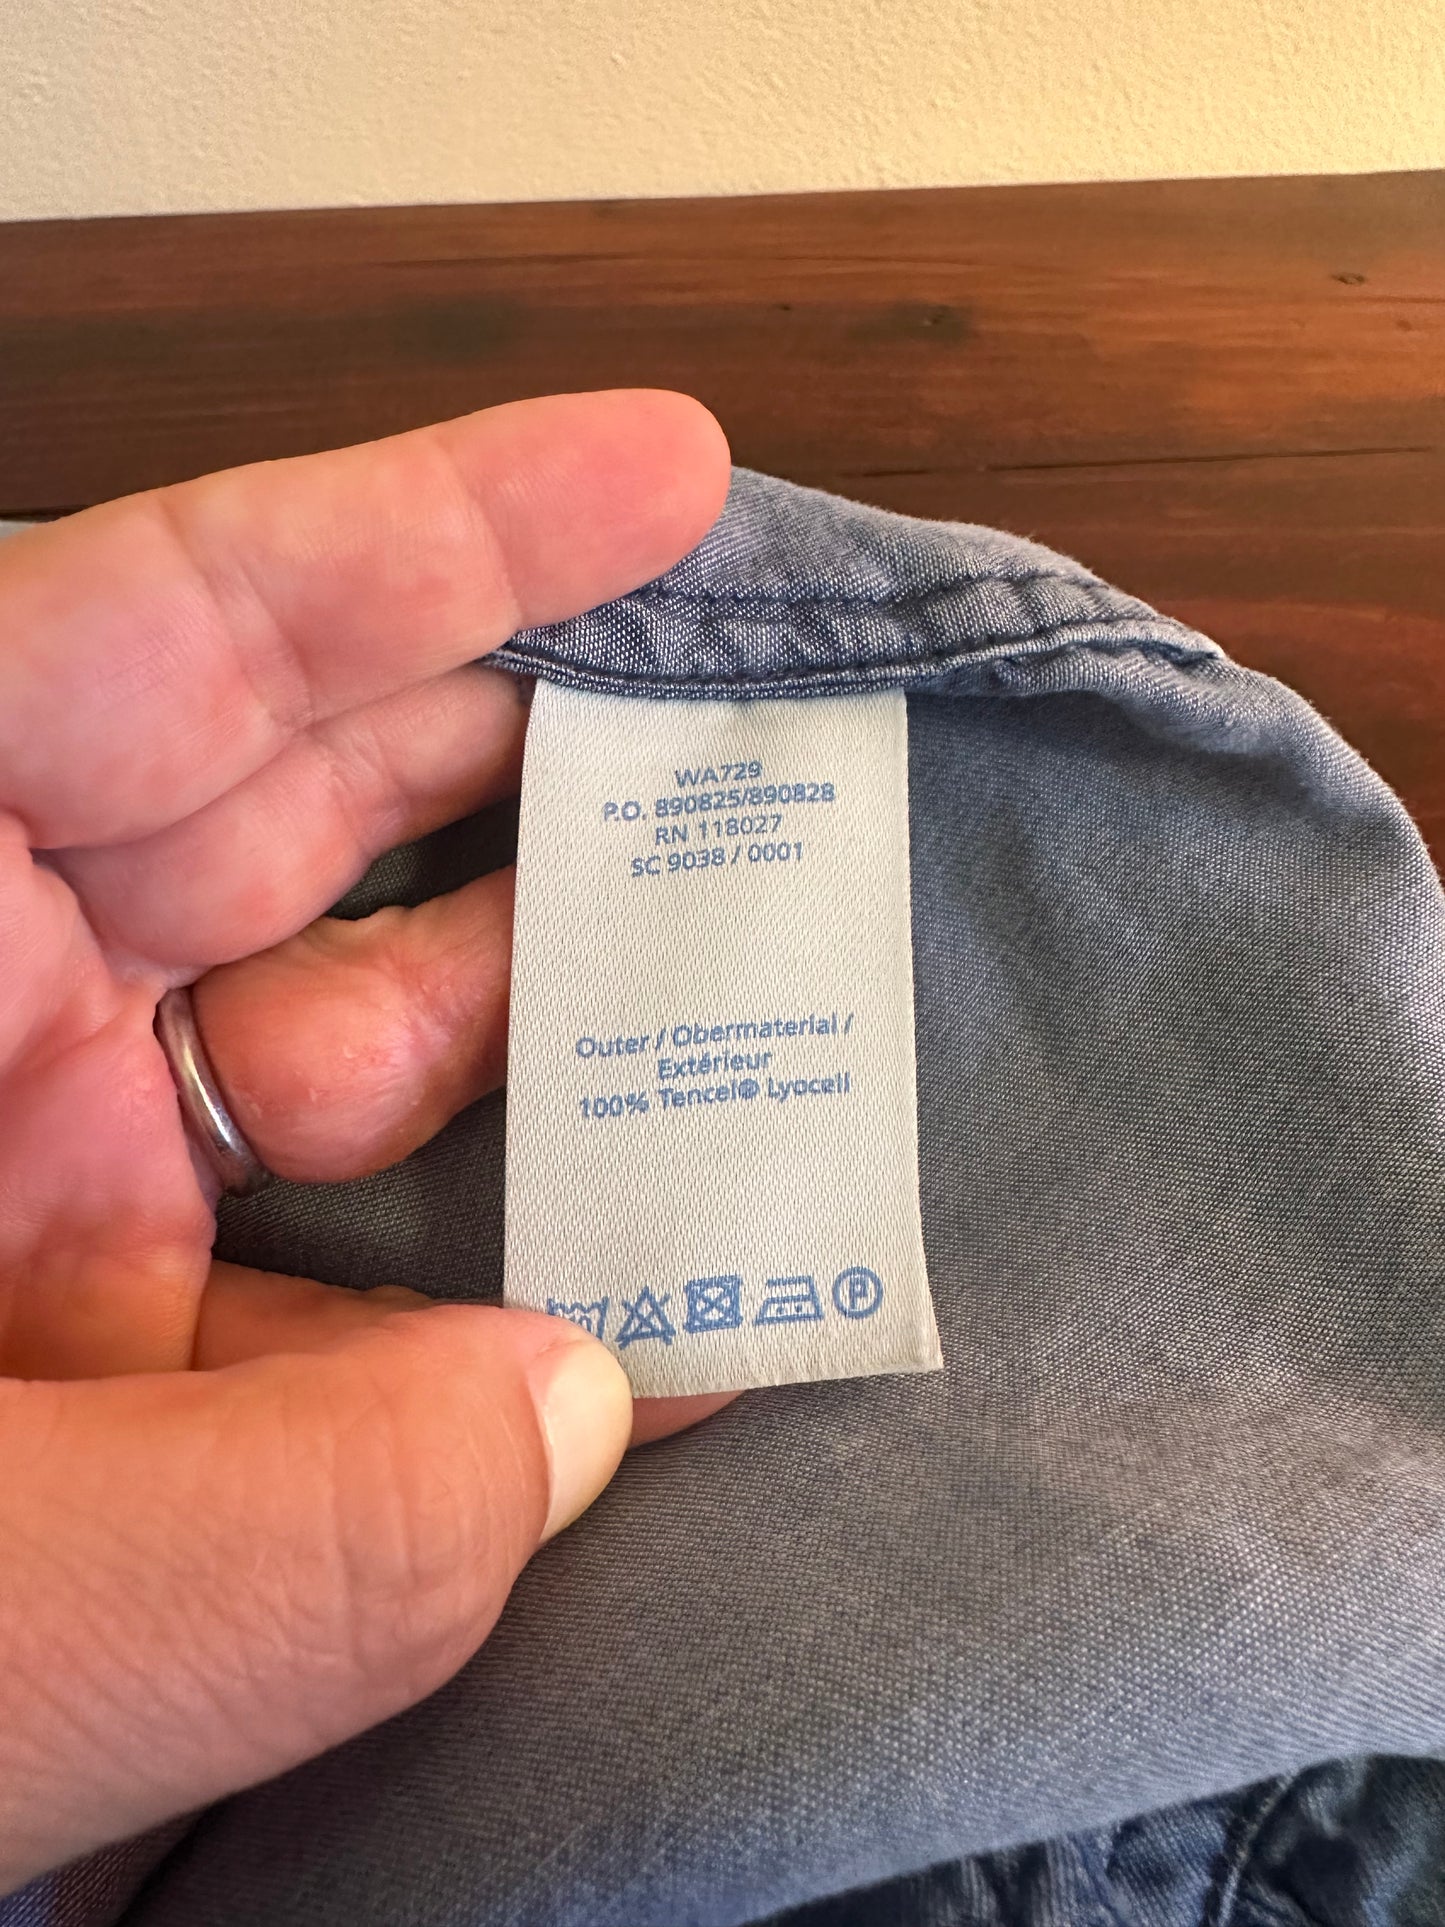 WA729
P.O. 890825/890828
RN 118027
SC 9038 / 0001
Outer / Obermaterial /
Extérieur
100% Tencel® Lyocell
P